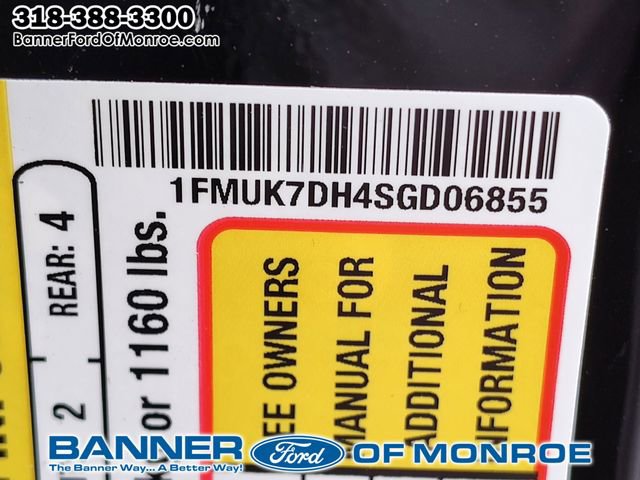 318-388-3300
BannerFordOfMonroe.com
1FMUK7DH4SGD06855
REAR: 4
2
or 1160 lbs.
EE OWNERS
MANUAL FOR
ADDITIONAL
NFORMATION
BANNER Ford OF MONROE
The Banner Way... A Better Way!